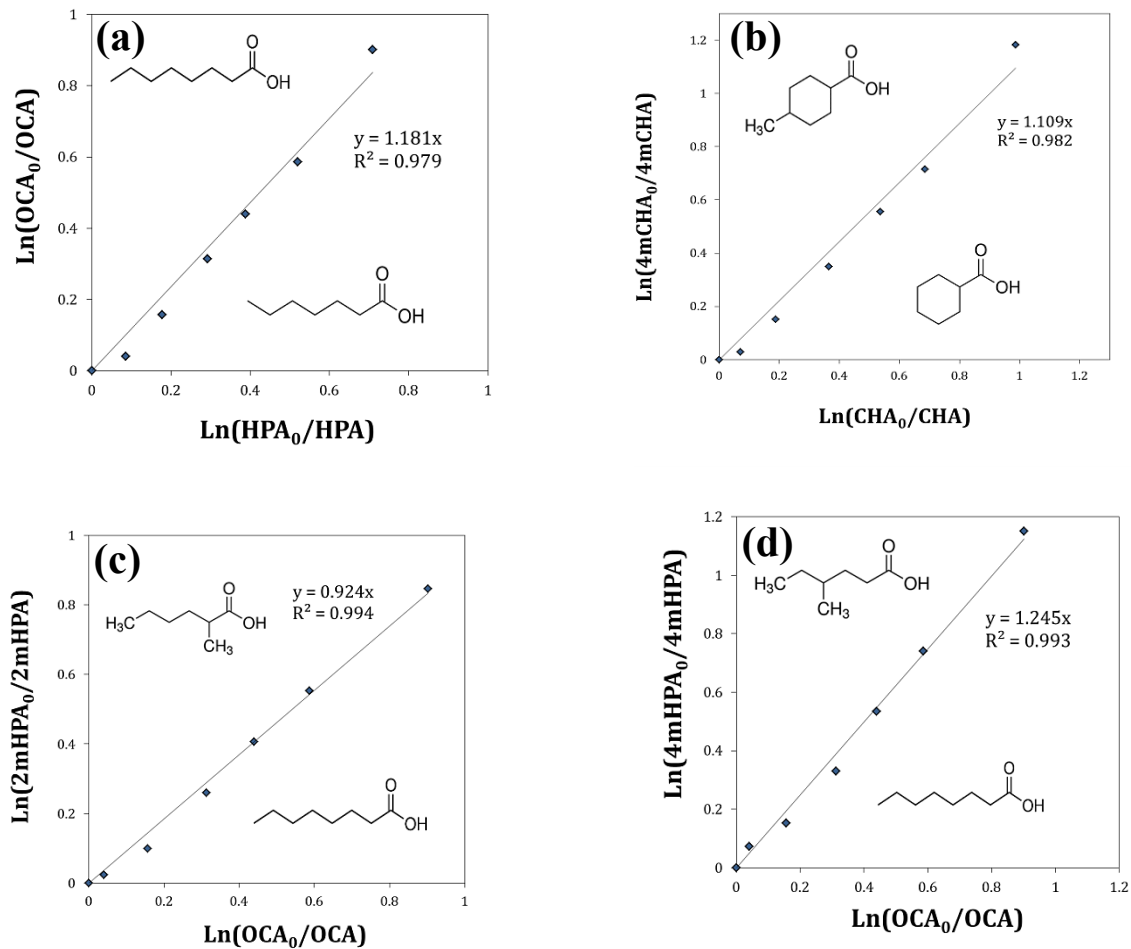 (a)
Ln(OCA₀/OCA)
1
0.8
0.6
0.4
0.2
0
0
0.2
0.4
0.6
0.8
1
O
OH
y = 1.181x
R² = 0.979
O
OH
Ln(HPA₀/HPA)
(b)
Ln(4mCHA₀/4mCHA)
1.2
1
0.8
0.6
0.4
0.2
0
0
0.2
0.4
0.6
0.8
1
1.2
O
OH
H₃C
y = 1.109x
R² = 0.982
O
OH
Ln(CHA₀/CHA)
(c)
Ln(2mHPA₀/2mHPA)
1
0.8
0.6
0.4
0.2
0
0
0.2
0.4
0.6
0.8
1
O
H₃C
OH
CH₃
y = 0.924x
R² = 0.994
O
OH
Ln(OCA₀/OCA)
(d)
Ln(4mHPA₀/4mHPA)
1.2
1
0.8
0.6
0.4
0.2
0
0
0.2
0.4
0.6
0.8
1
1.2
O
H₃C
OH
CH₃
y = 1.245x
R² = 0.993
O
OH
Ln(OCA₀/OCA)